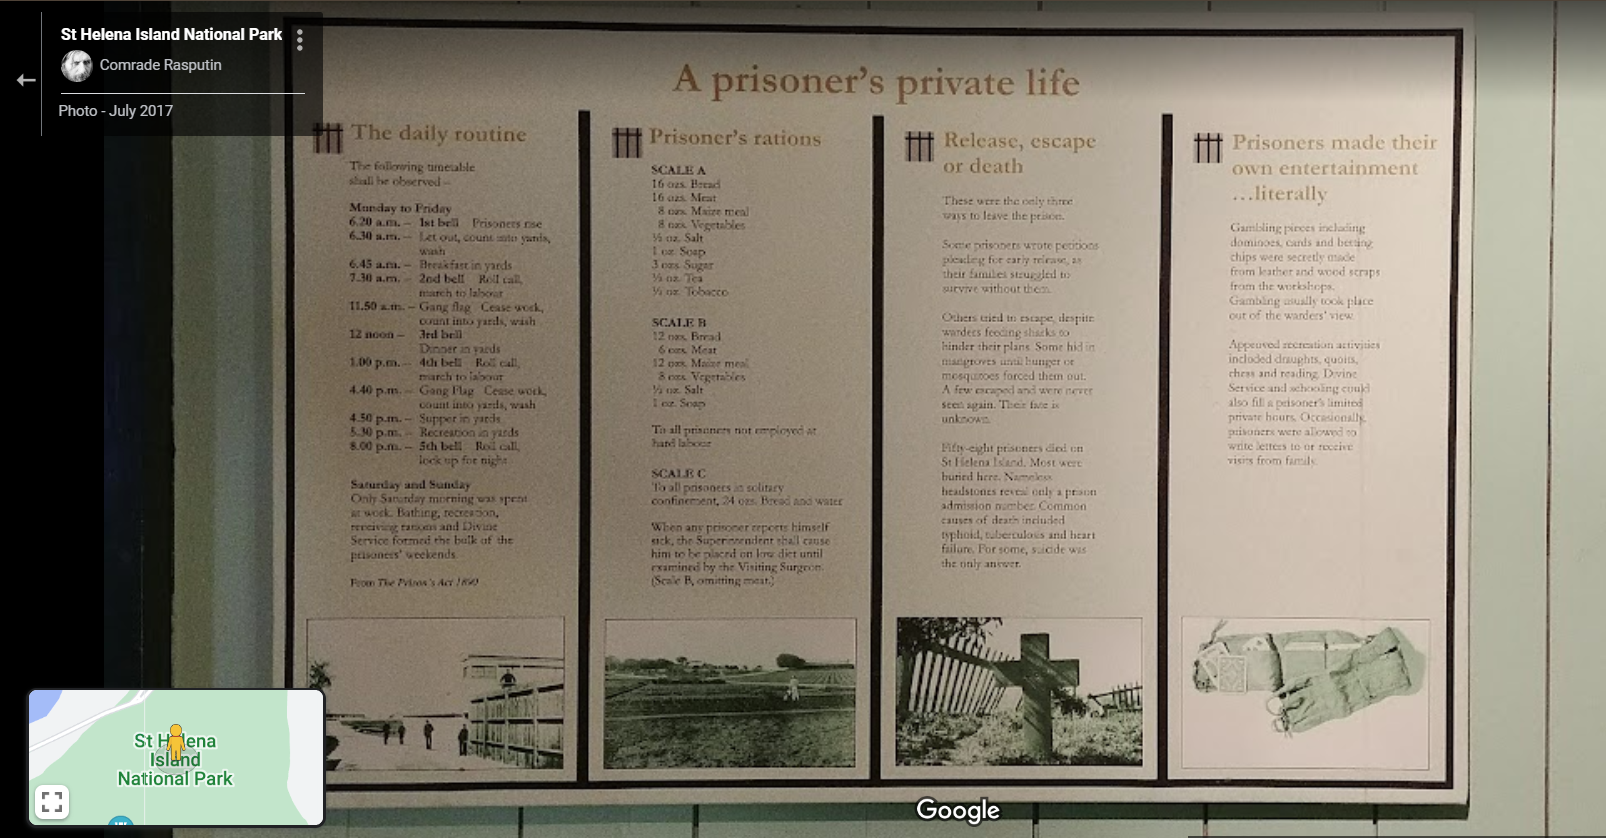 St Helena Island National Park
Comrade Rasputin
Photo - July 2017
A prisoner's private life
The daily routine
The following timetable
shall be observed –
Monday to Friday
6.20 a.m. – 1st bell Prisoners rise
6.30 a.m. – Let out, count into yards,
wash
6.45 a.m. – Breakfast in yards
7.30 a.m. – 2nd bell Roll call,
march to labour
11.50 a.m. – Gang flag Cease work,
count into yards, wash
12 noon – 3rd bell
Dinner in yards
1.00 p.m. – 4th bell Roll call,
march to labour
4.40 p.m. – Gang Flag Cease work,
count into yards, wash
4.50 p.m. – Supper in yards
5.30 p.m. – Recreation in yards
8.00 p.m. – 5th bell Roll call,
lock up for night
Saturday and Sunday
Only Saturday morning was spent
at work. Bathing, recreation,
receiving rations and Divine
Service formed the bulk of the
prisoners' weekends.
From The Prison's Act 1890
Prisoner's rations
SCALE A
16 ozs. Bread
16 ozs. Meat
8 ozs. Maize meal
8 ozs. Vegetables
½ oz. Salt
1 oz. Soap
3 ozs. Sugar
½ oz. Tea
½ oz. Tobacco
SCALE B
12 ozs. Bread
6 ozs. Meat
12 ozs. Maize meal
8 ozs. Vegetables
½ oz. Salt
1 oz. Soap
To all prisoners not employed at
hard labour
SCALE C
To all prisoners in solitary
confinement, 24 ozs. Bread and water
When any prisoner reports himself
sick, the Superintendent shall cause
him to be placed on low diet until
examined by the Visiting Surgeon.
(Scale B, omitting meat.)
Release, escape
or death
These were the only three
ways to leave the prison.
Some prisoners wrote petitions
pleading for early release, as
their families struggled to
survive without them.
Others tried to escape, despite
warders feeding sharks to
hinder their plans. Some hid in
mangroves until hunger or
mosquitoes forced them out.
A few escaped and were never
seen again. Their fate is
unknown.
Fifty-eight prisoners died on
St Helena Island. Most were
buried here. Nameless
headstones reveal only a prison
admission number. Common
causes of death included
typhoid, tuberculosis and heart
failure. For some, suicide was
the only answer.
Prisoners made their
own entertainment
...literally
Gambling pieces including
dominoes, cards and betting
chips were secretly made
from leather and wood scraps
from the workshops.
Gambling usually took place
out of the warders' view.
Approved recreation activities
included draughts, quoits,
chess and reading. Divine
Service and schooling could
also fill a prisoner's limited
private hours. Occasionally,
prisoners were allowed to
write letters to or receive
visits from family.
St Helena
Island
National Park
Google